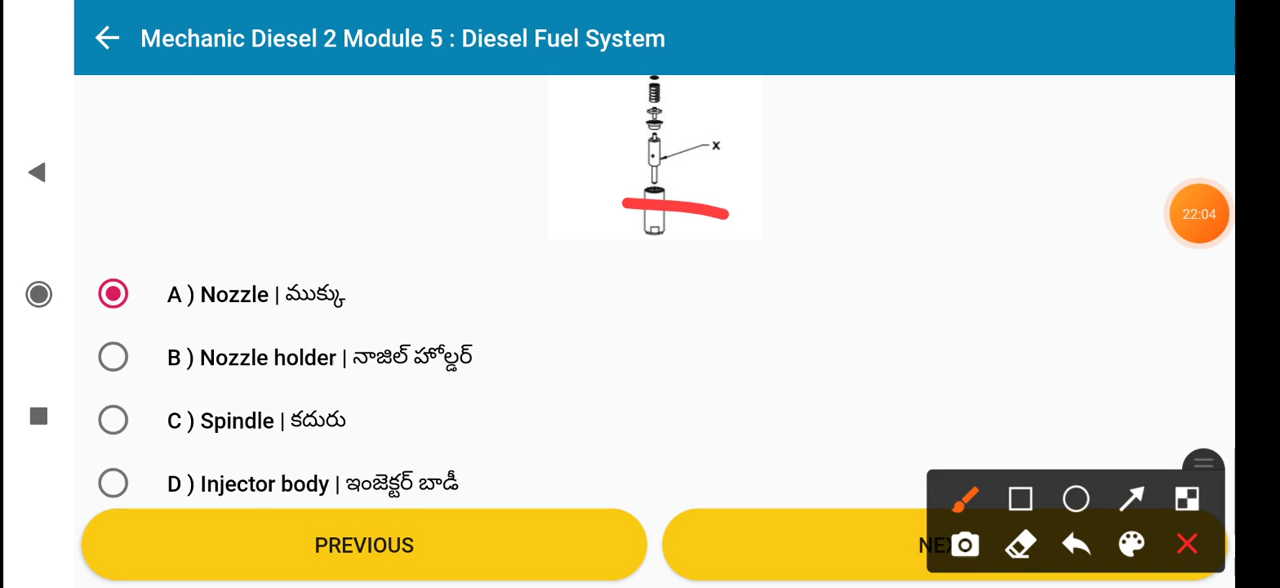 Mechanic Diesel 2 Module 5 : Diesel Fuel System
X
22:04
A ) Nozzle | ముక్కు
B ) Nozzle holder | నాజిల్ హోల్డర్
C ) Spindle | కదురు
D ) Injector body | ఇంజెక్టర్ బాడీ
PREVIOUS
NE